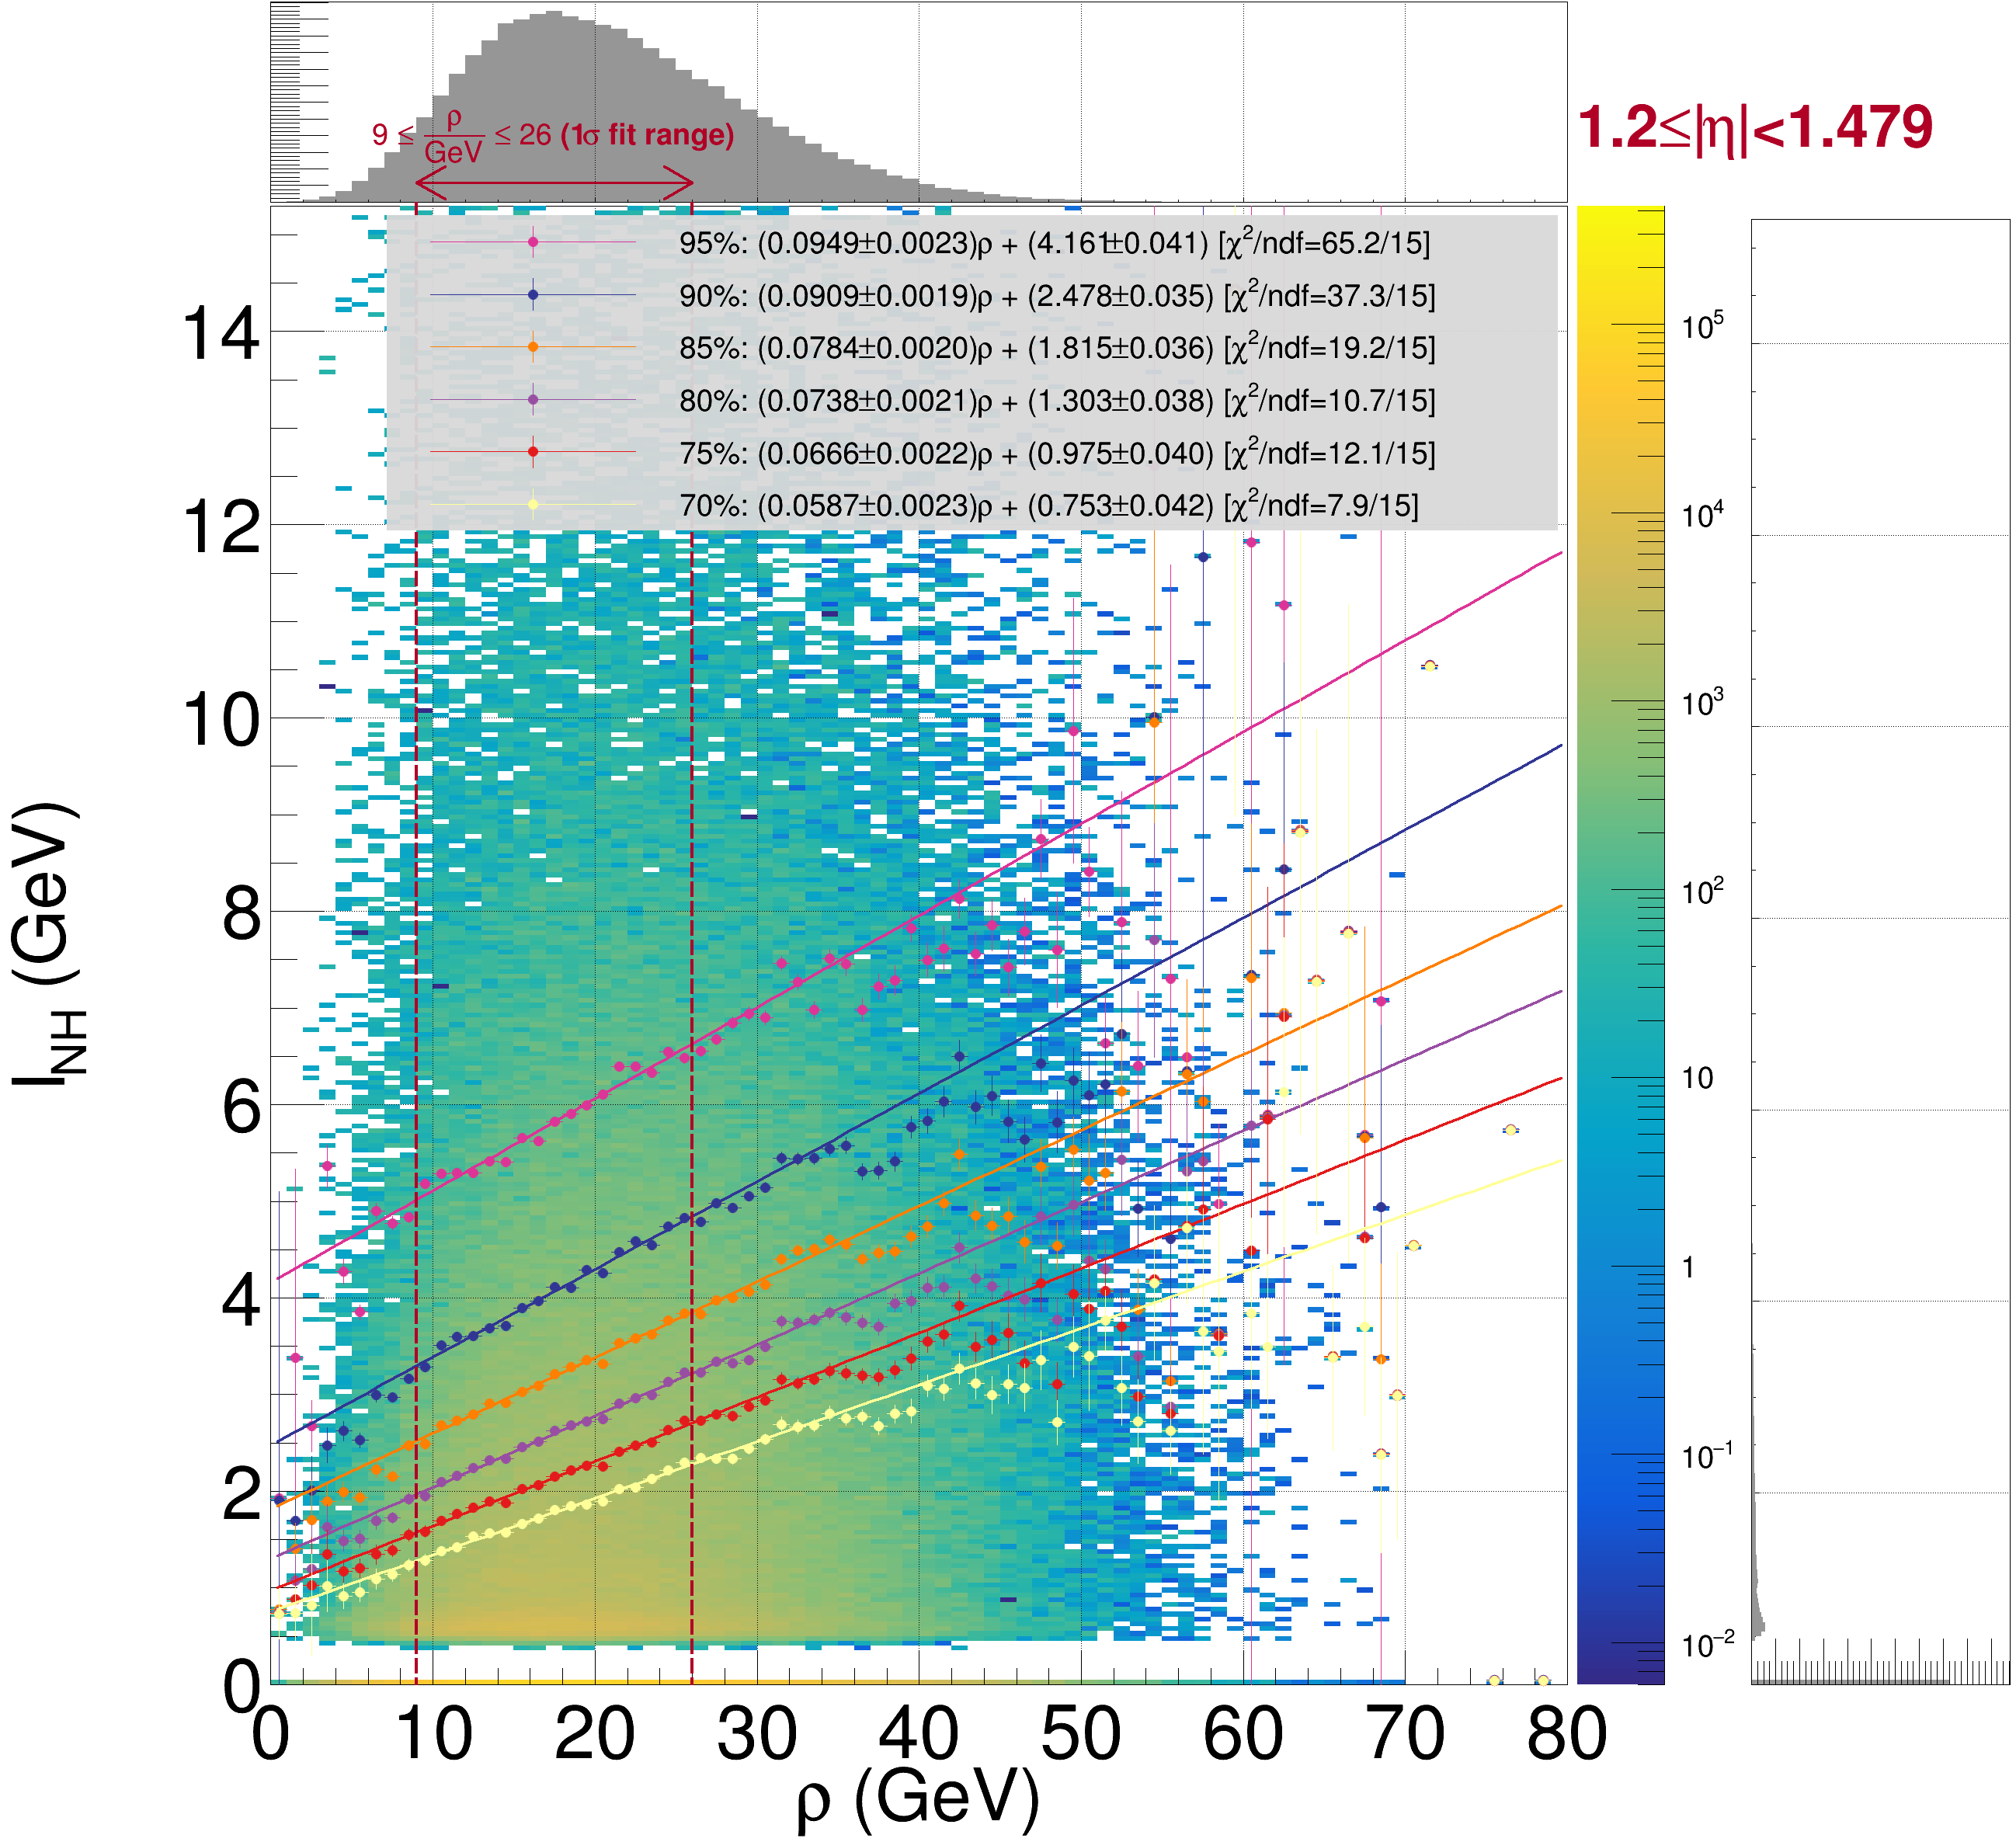 9 ≤ ρ/GeV ≤ 26 (1σ fit range)
1.2≤|η|<1.479
95%: (0.0949±0.0023)ρ + (4.161±0.041) [χ²/ndf=65.2/15]
90%: (0.0909±0.0019)ρ + (2.478±0.035) [χ²/ndf=37.3/15]
85%: (0.0784±0.0020)ρ + (1.815±0.036) [χ²/ndf=19.2/15]
80%: (0.0738±0.0021)ρ + (1.303±0.038) [χ²/ndf=10.7/15]
75%: (0.0666±0.0022)ρ + (0.975±0.040) [χ²/ndf=12.1/15]
70%: (0.0587±0.0023)ρ + (0.753±0.042) [χ²/ndf=7.9/15]
14
12
10
8
6
4
2
0
I_NH (GeV)
0 10 20 30 40 50 60 70 80
ρ (GeV)
10⁵
10⁴
10³
10²
10
1
10⁻¹
10⁻²